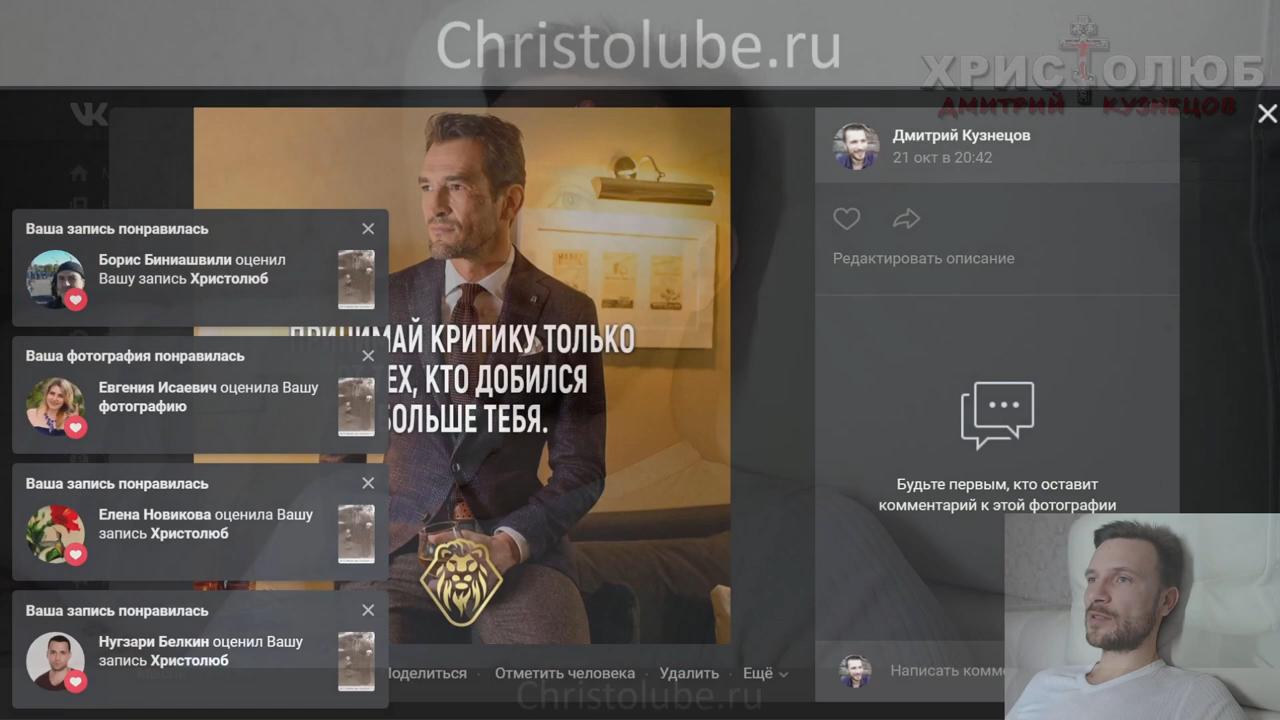 Christolube.ru
ХРИСТОЛЮБ
ДМИТРИЙ КУЗНЕЦОВ
Дмитрий Кузнецов
21 окт в 20:42
Редактировать описание
Ваша запись понравилась
Борис Биниашвили оценил
Вашу запись Христолюб
ПРИНИМАЙ КРИТИКУ ТОЛЬКО
ТЕХ, КТО ДОБИЛСЯ
БОЛЬШЕ ТЕБЯ.
Ваша фотография понравилась
Евгения Исаевич оценила Вашу
фотографию
Ваша запись понравилась
Елена Новикова оценила Вашу
запись Христолюб
Ваша запись понравилась
Нугзари Белкин оценил Вашу
запись Христолюб
Будьте первым, кто оставит
комментарий к этой фотографии
Поделиться · Отметить человека · Удалить · Ещё
Написать комме
Christolube.ru